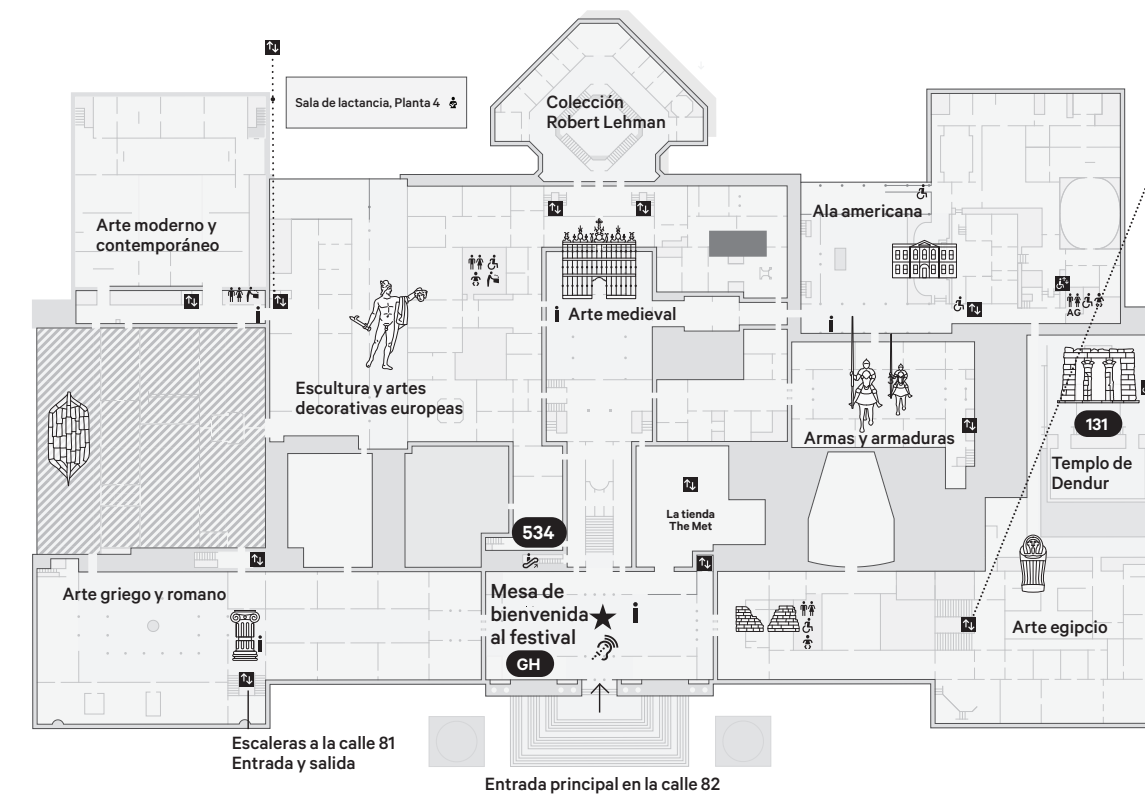 Sala de lactancia, Planta 4
Colección
Robert Lehman
Arte moderno y
contemporáneo
Ala americana
AG
Arte medieval
Escultura y artes
decorativas europeas
Armas y armaduras
131
Templo de
Dendur
La tienda
The Met
534
Arte griego y romano
Mesa de
bienvenida
al festival
GH
Arte egipcio
Escaleras a la calle 81
Entrada y salida
Entrada principal en la calle 82